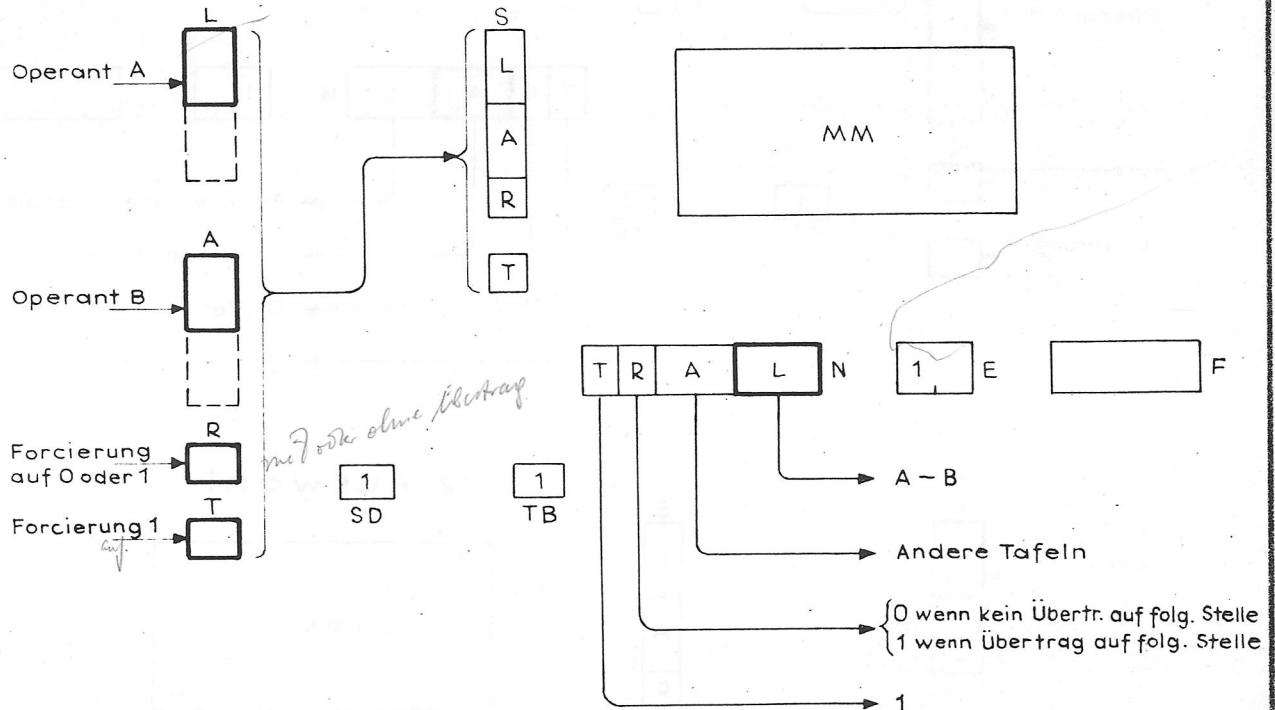 L
Operant A
S
L
A
R
T
MM
A
Operant B
T R A L N
1 E
F
mit oder ohne Übertrag
R
Forcierung
auf 0 oder 1
1
SD
1
TB
T
Forcierung 1
auf
A – B
Andere Tafeln
0 wenn kein Übertr. auf folg. Stelle
1 wenn Übertrag auf folg. Stelle
1